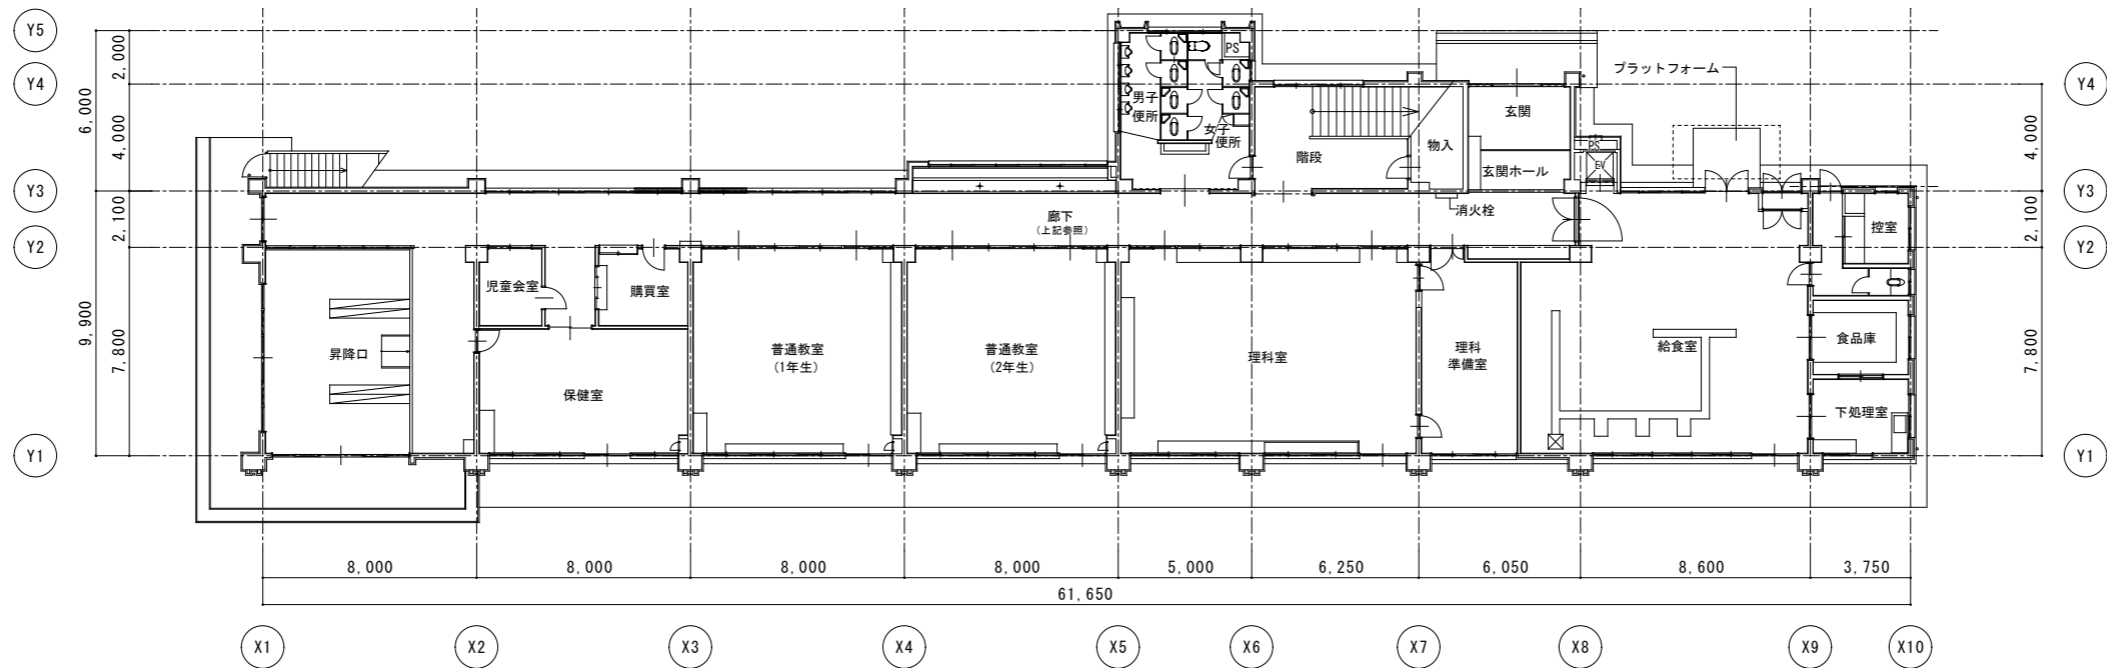 Y5
Y4
Y3
Y2
Y1
6,000
9,900
2,000
4,000
2,100
7,800
PS
男子
便所
女子
便所
階段
物入
玄関
玄関ホール
プラットフォーム
PS
EV
消火栓
廊下
(上記参照)
控室
児童会室
購買室
昇降口
保健室
普通教室
(1年生)
普通教室
(2年生)
理科室
理科
準備室
給食室
食品庫
下処理室
Y4
Y3
Y2
Y1
4,000
2,100
7,800
8,000
8,000
8,000
8,000
5,000
6,250
6,050
8,600
3,750
61,650
X1
X2
X3
X4
X5
X6
X7
X8
X9
X10